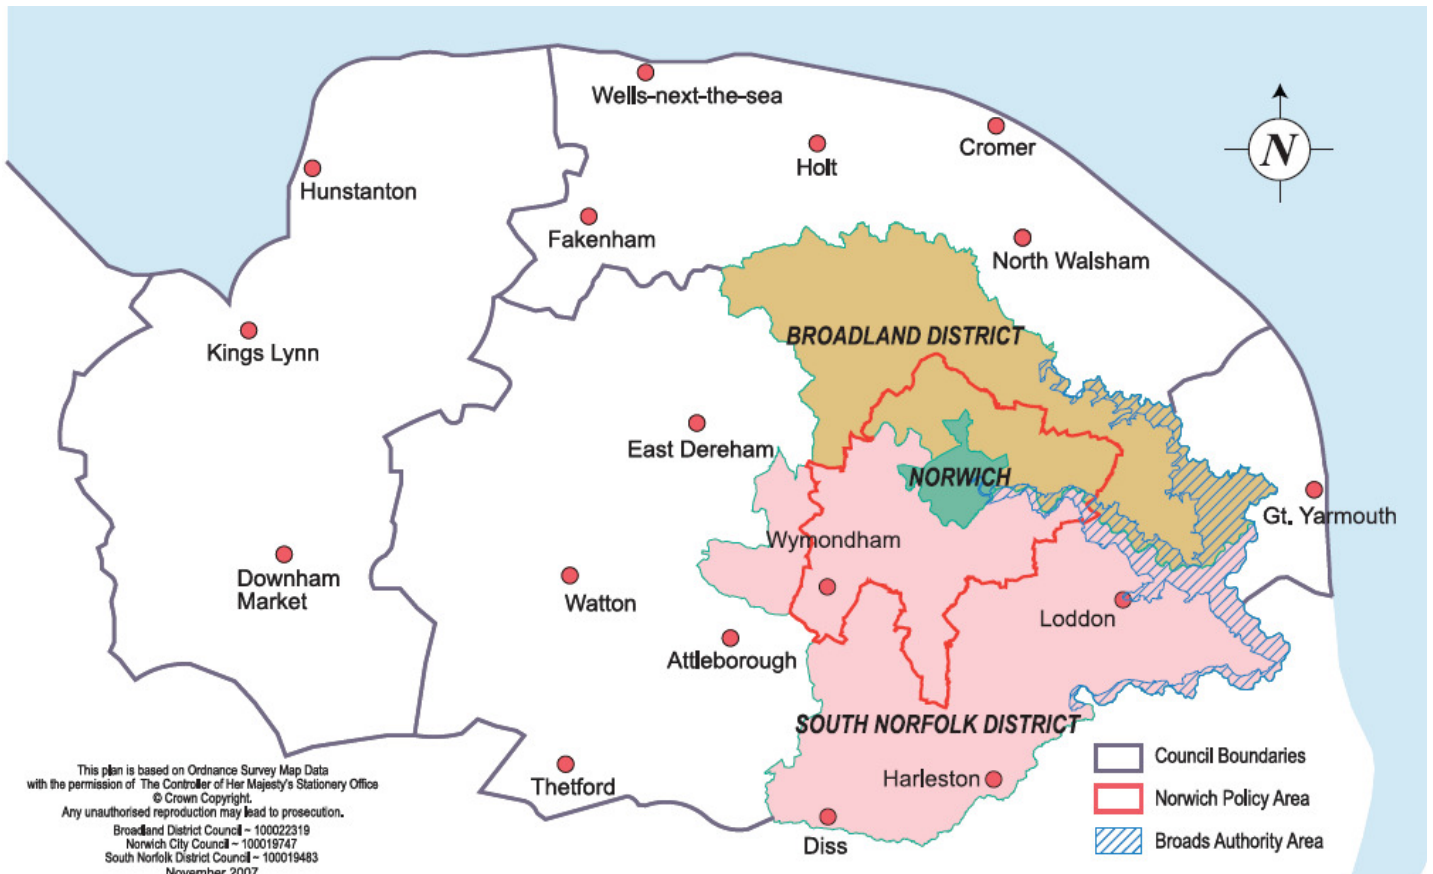 Wells-next-the-sea
Cromer
Holt
N
Hunstanton
Fakenham
North Walsham
BROADLAND DISTRICT
Kings Lynn
East Dereham
NORWICH
Gt. Yarmouth
Wymondham
Downham
Market
Watton
Loddon
Attleborough
SOUTH NORFOLK DISTRICT
Harleston
Thetford
Diss
Council Boundaries
Norwich Policy Area
Broads Authority Area
This plan is based on Ordnance Survey Map Data
with the permission of The Controller of Her Majesty's Stationery Office
© Crown Copyright.
Any unauthorised reproduction may lead to prosecution.
Broadland District Council ~ 100022319
Norwich City Council ~ 100019747
South Norfolk District Council ~ 100019483
November 2007